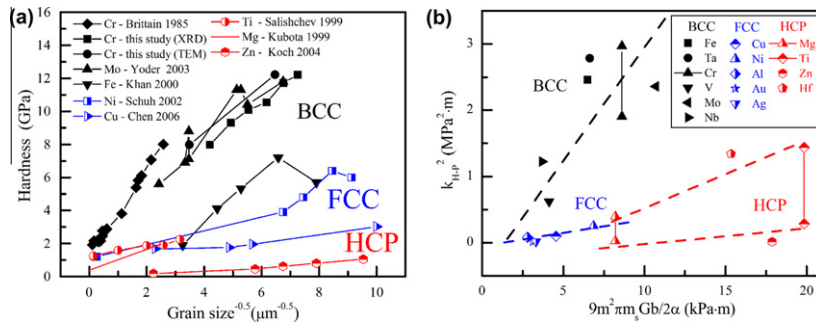 (a)
Cr - Brittain 1985
Cr - this study (XRD)
Cr - this study (TEM)
Mo - Yoder 2003
Fe - Khan 2000
Ni - Schuh 2002
Cu - Chen 2006
Ti - Salishchev 1999
Mg - Kubota 1999
Zn - Koch 2004
BCC
FCC
HCP
Hardness (GPa)
16
14
12
10
8
6
4
2
0
0 2 4 6 8 10
Grain size^-0.5 (μm^-0.5)
(b)
BCC FCC HCP
Fe Cu Mg
Ta Ni Ti
Cr Al Zn
V Au Hf
Mo Ag
Nb
BCC
FCC
HCP
k_H-P^2 (MPa^2·m)
4
3
2
1
0
0 5 10 15 20
9m^2πm_sGb/2α (kPa·m)